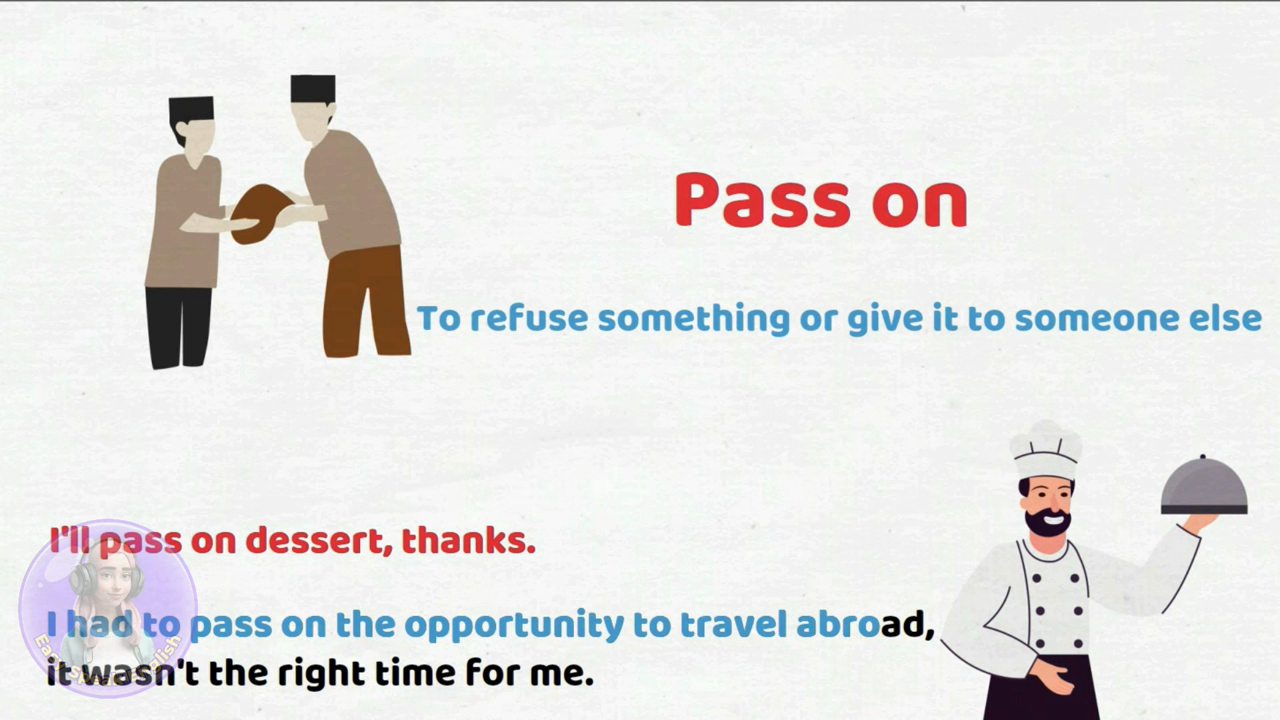 Pass on
To refuse something or give it to someone else
I'll pass on dessert, thanks.
I had to pass on the opportunity to travel abroad,
it wasn't the right time for me.